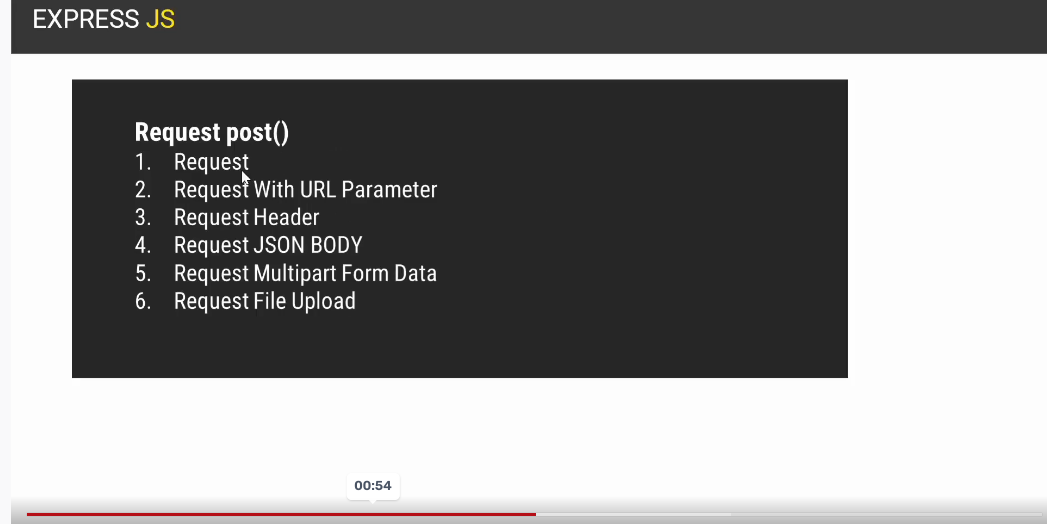 EXPRESS JS
Request post()
1. Request
2. Request With URL Parameter
3. Request Header
4. Request JSON BODY
5. Request Multipart Form Data
6. Request File Upload
00:54